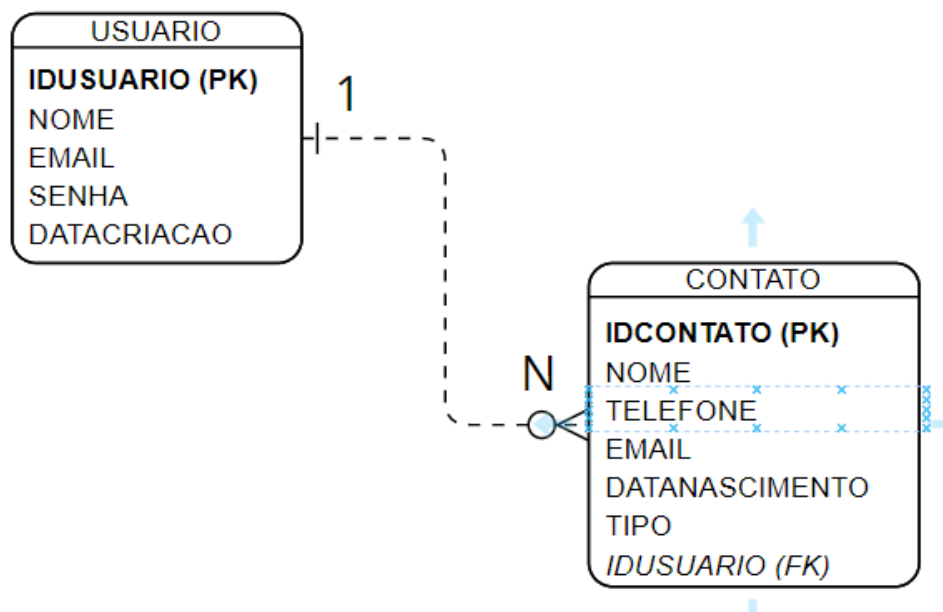 USUARIO
IDUSUARIO (PK)
NOME
EMAIL
SENHA
DATACRIACAO
1
N
CONTATO
IDCONTATO (PK)
NOME
TELEFONE
EMAIL
DATANASCIMENTO
TIPO
IDUSUARIO (FK)